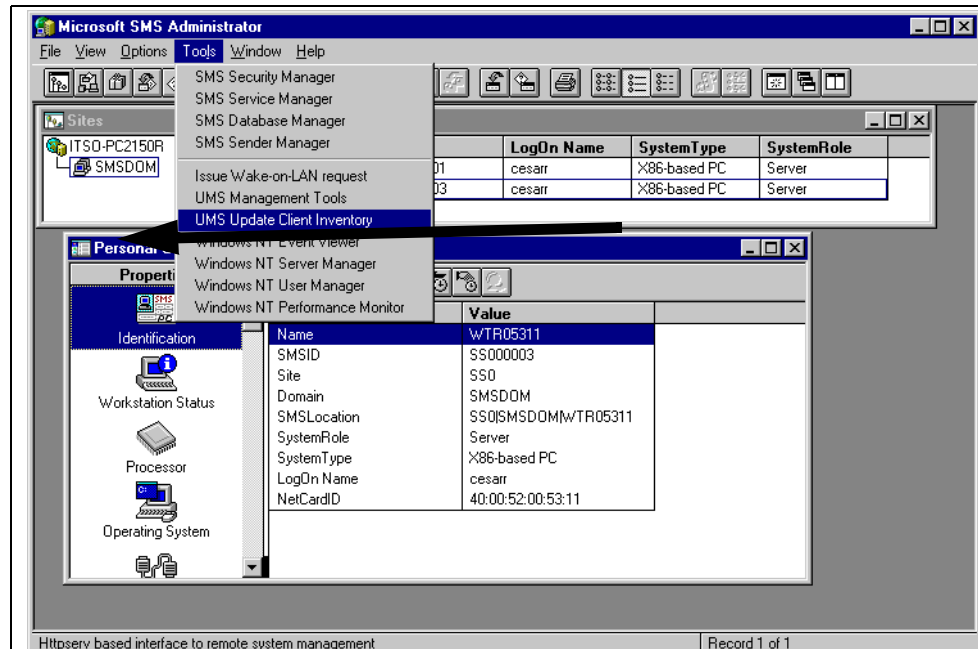 Microsoft SMS Administrator
File View Options Tools Window Help
SMS Security Manager
SMS Service Manager
SMS Database Manager
SMS Sender Manager
Issue Wake-on-LAN request
UMS Management Tools
UMS Update Client Inventory
Windows NT Event Viewer
Windows NT Server Manager
Windows NT User Manager
Windows NT Performance Monitor
Sites
ITSO-PC2150R
SMSDOM
LogOn Name SystemType SystemRole
01 cesarr X86-based PC Server
03 cesarr X86-based PC Server
Personal
Properti
SMS
PC
Identification
Workstation Status
Processor
C:
Operating System
Value
Name WTR05311
SMSID SS000003
Site SS0
Domain SMSDOM
SMSLocation SS0|SMSDOM|WTR05311
SystemRole Server
SystemType X86-based PC
LogOn Name cesarr
NetCardID 40:00:52:00:53:11
Httpserv based interface to remote system management
Record 1 of 1